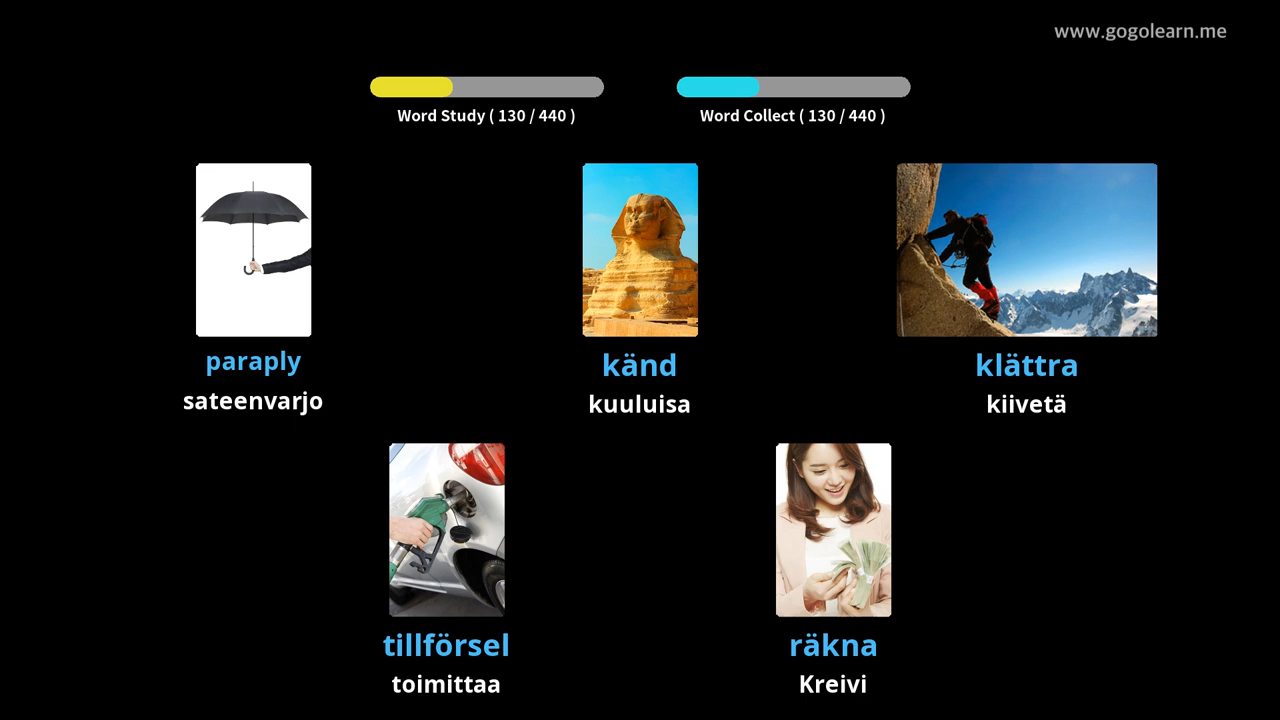 www.gogolearn.me
Word Study ( 130 / 440 )
Word Collect ( 130 / 440 )
paraply
sateenvarjo
känd
kuuluisa
klättra
kiivetä
tillförsel
toimittaa
räkna
Kreivi